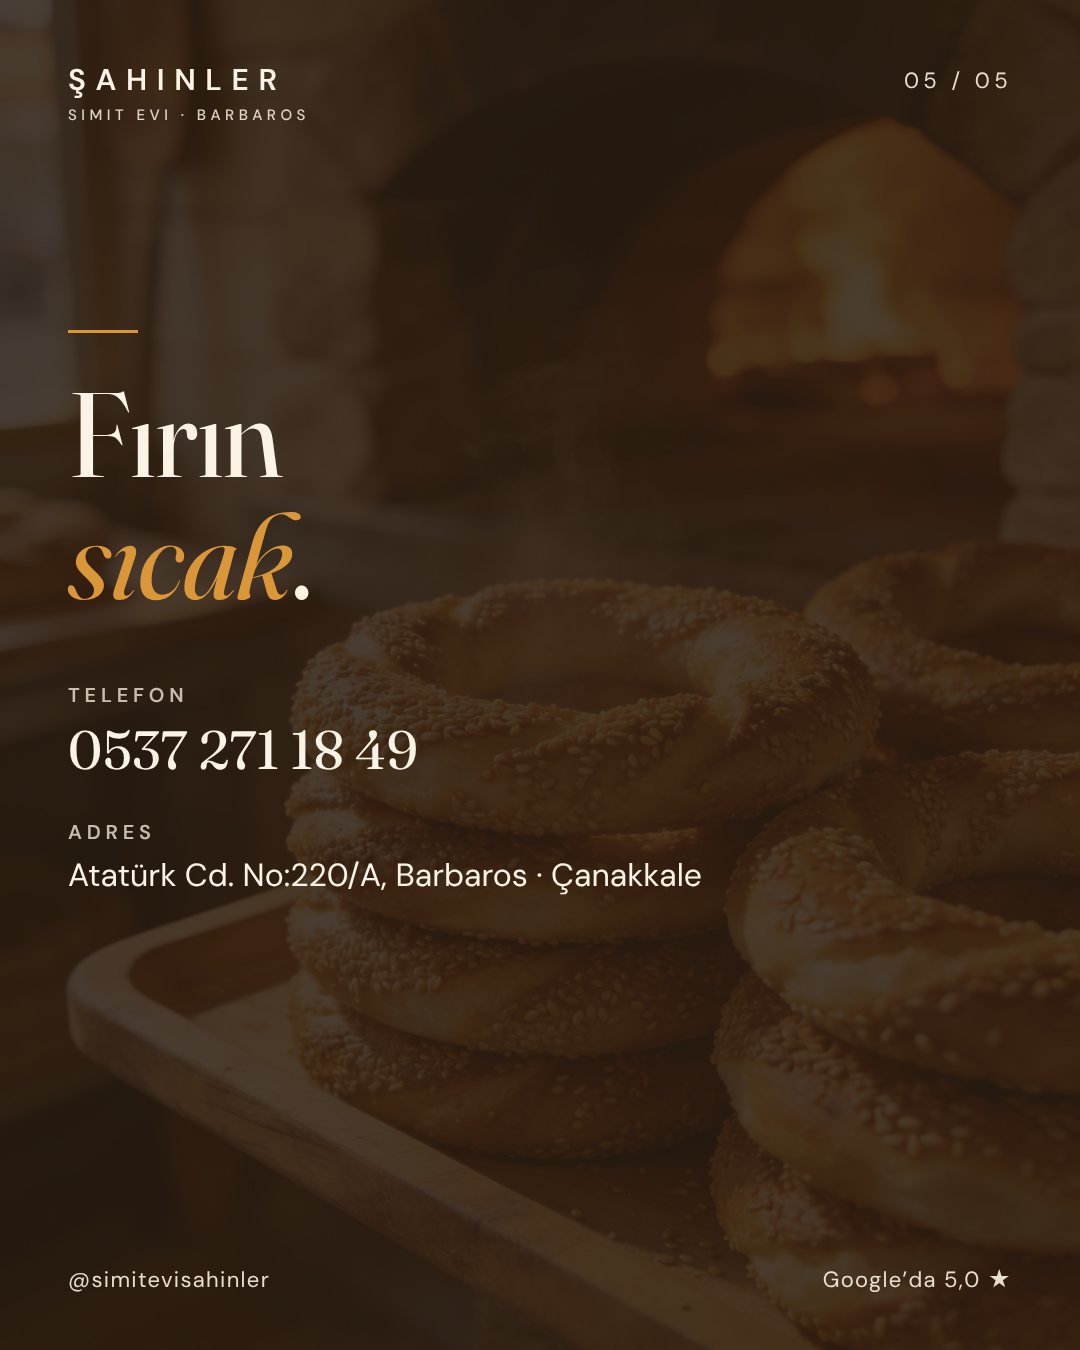 ŞAHINLER
SIMIT EVI · BARBAROS
05 / 05
Fırın
sıcak.
TELEFON
0537 271 18 49
ADRES
Atatürk Cd. No:220/A, Barbaros · Çanakkale
@simitevisahinler
Google’da 5,0 ★